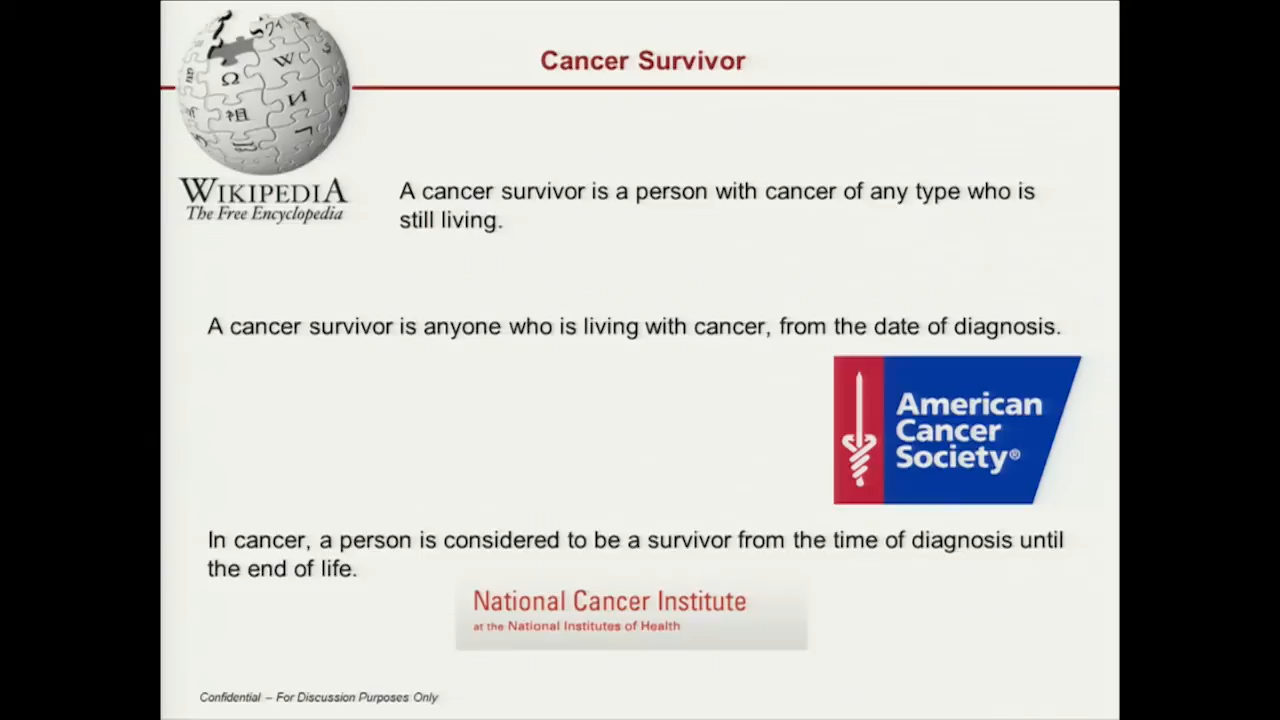 Cancer Survivor
Ω
W
И
祖
WIKIPEDIA
The Free Encyclopedia
A cancer survivor is a person with cancer of any type who is
still living.
A cancer survivor is anyone who is living with cancer, from the date of diagnosis.
American
Cancer
Society®
In cancer, a person is considered to be a survivor from the time of diagnosis until
the end of life.
National Cancer Institute
at the National Institutes of Health
Confidential – For Discussion Purposes Only